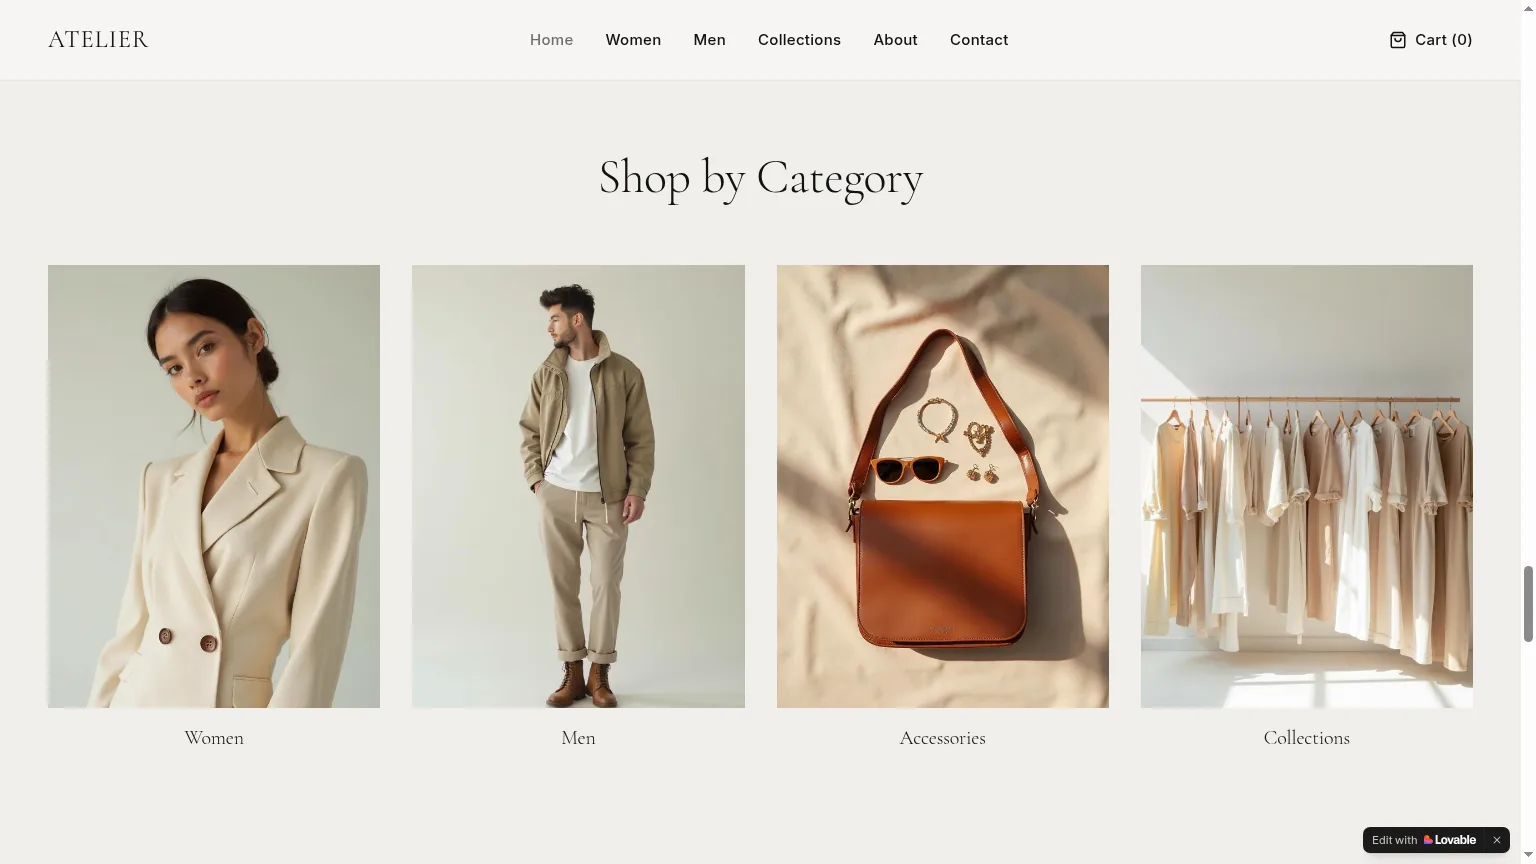 ATELIER
Home Women Men Collections About Contact
Cart (0)
Shop by Category
Women Men Accessories Collections
Edit with Lovable